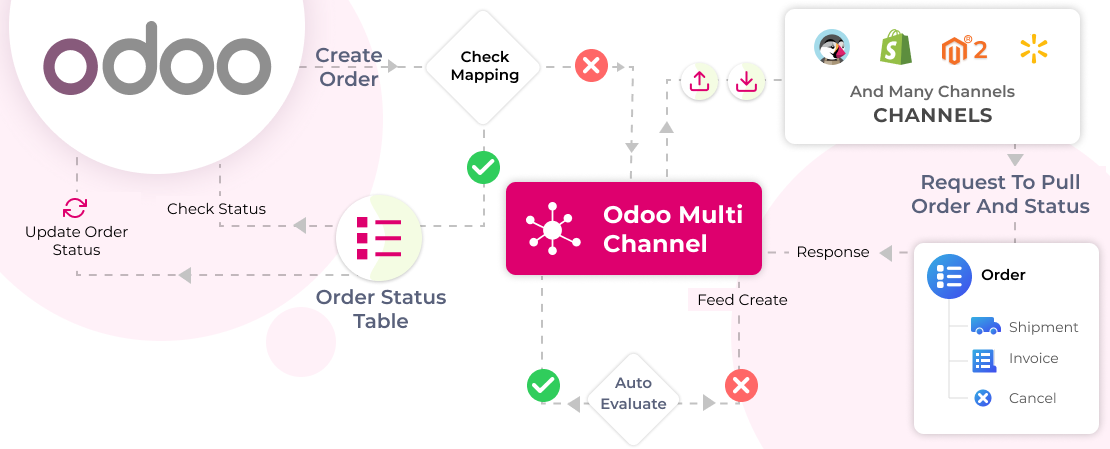 odoo
Create
Order
Check
Mapping
® 2
And Many Channels
CHANNELS
Request To Pull
Order And Status
Update Order
Status
Check Status
Order Status
Table
Odoo Multi
Channel
Response
Feed Create
Auto
Evaluate
Order
Shipment
Invoice
Cancel